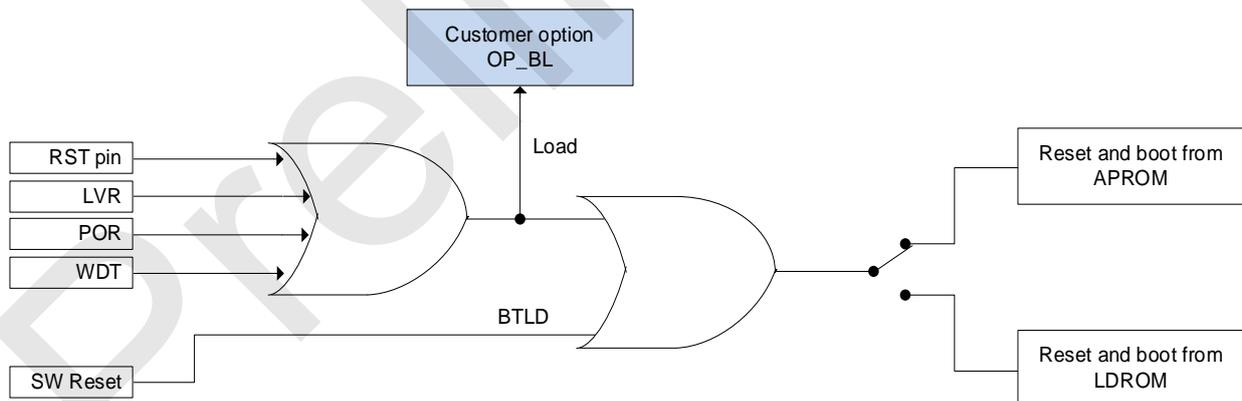 Customer option
OP_BL
Load
RST pin
LVR
POR
WDT
BTLD
SW Reset
Reset and boot from
APROM
Reset and boot from
LDROM